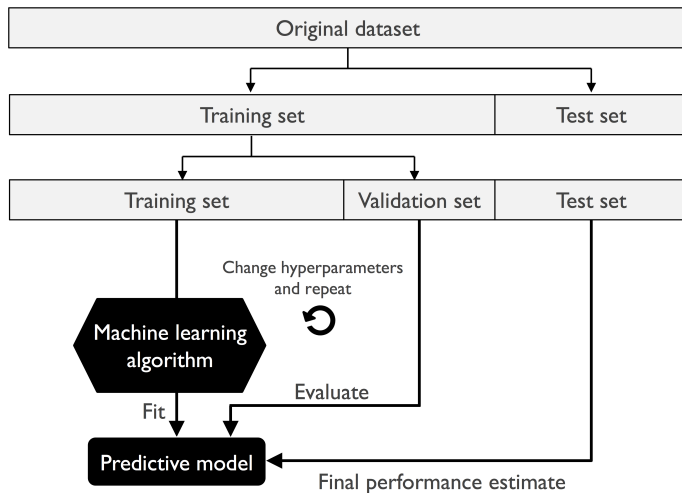 Original dataset
Training set
Test set
Training set
Validation set
Test set
Change hyperparameters
and repeat
Machine learning
algorithm
Evaluate
Fit
Predictive model
Final performance estimate